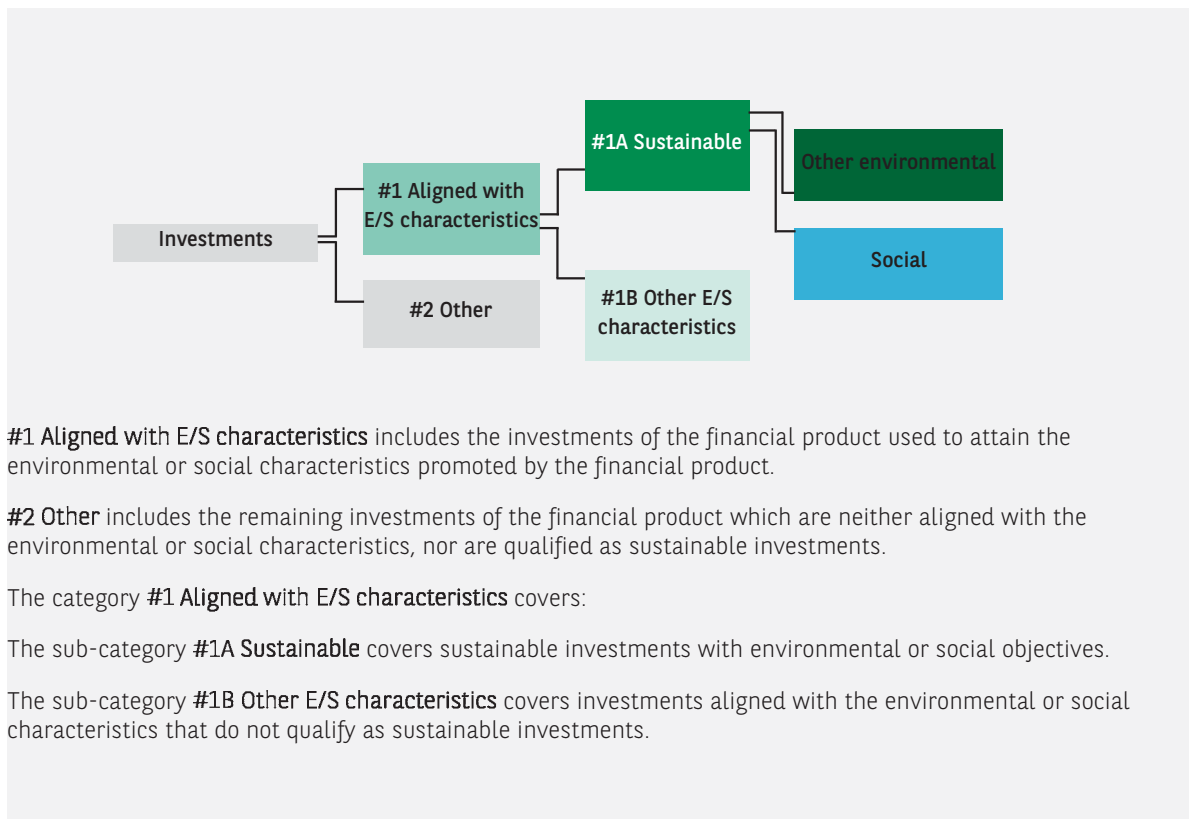 #1A Sustainable
Other environmental
#1 Aligned with
E/S characteristics
Investments
Social
#2 Other
#1B Other E/S
characteristics
#1 Aligned with E/S characteristics includes the investments of the financial product used to attain the
environmental or social characteristics promoted by the financial product.
#2 Other includes the remaining investments of the financial product which are neither aligned with the
environmental or social characteristics, nor are qualified as sustainable investments.
The category #1 Aligned with E/S characteristics covers:
The sub-category #1A Sustainable covers sustainable investments with environmental or social objectives.
The sub-category #1B Other E/S characteristics covers investments aligned with the environmental or social
characteristics that do not qualify as sustainable investments.